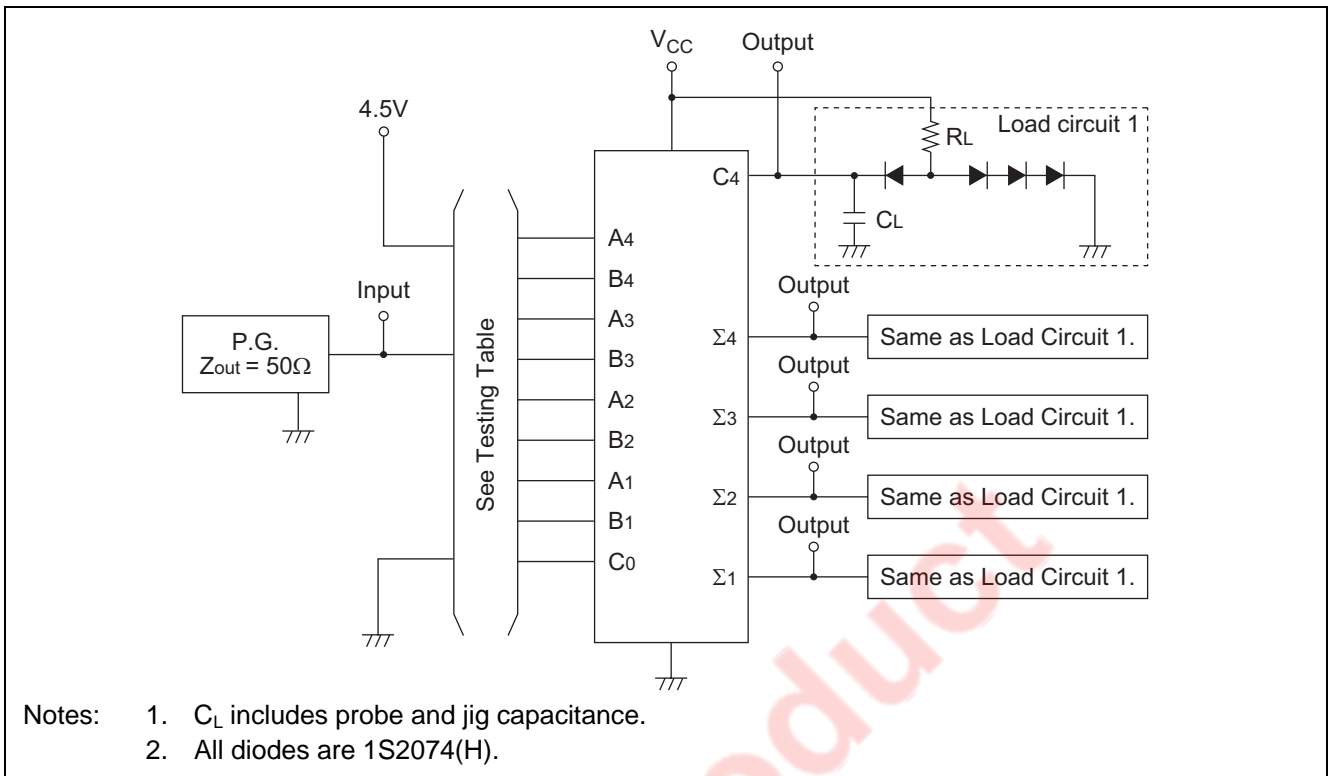 VCC
Output
4.5V
Load circuit 1
RL
C4
CL
A4
B4
A3
B3
A2
B2
A1
B1
C0
Input
P.G.
Zout = 50Ω
See Testing Table
Output
Σ4
Same as Load Circuit 1.
Output
Σ3
Same as Load Circuit 1.
Output
Σ2
Same as Load Circuit 1.
Output
Σ1
Same as Load Circuit 1.
Notes: 1. CL includes probe and jig capacitance.
2. All diodes are 1S2074(H).